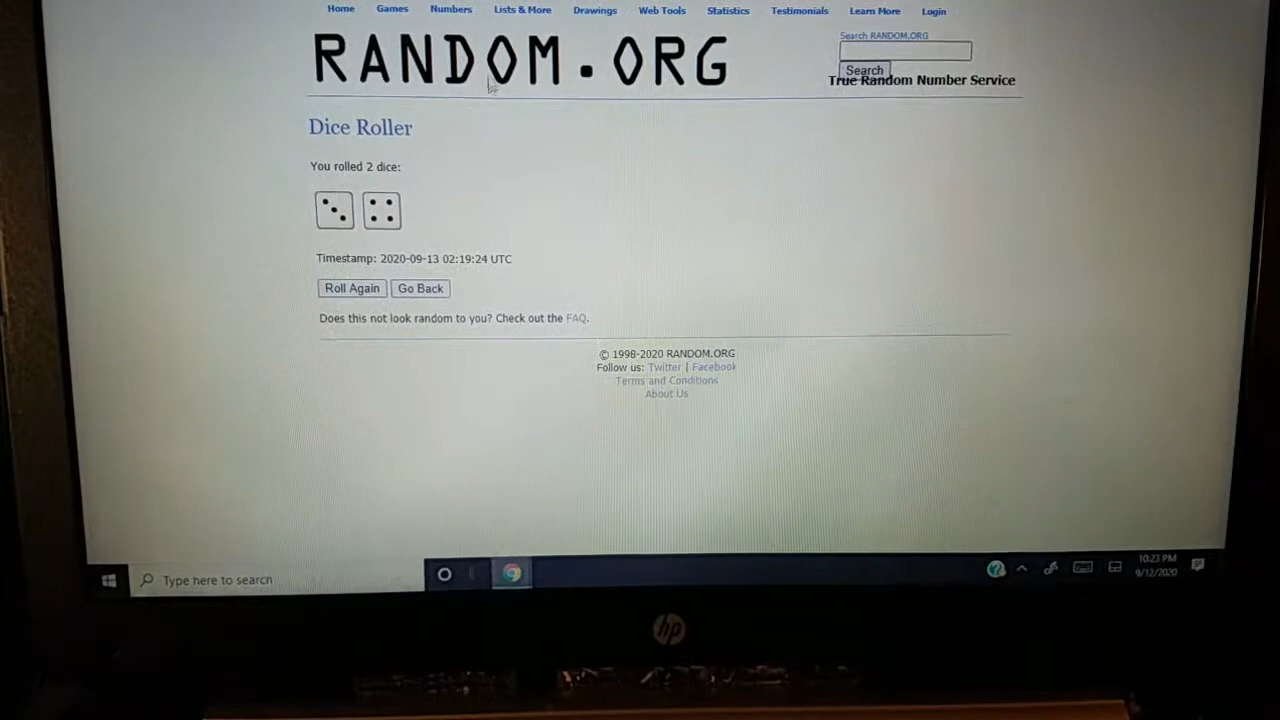 Home Games Numbers Lists & More Drawings Web Tools Statistics Testimonials Learn More Login
RANDOM.ORG
Search RANDOM.ORG
Search
True Random Number Service
Dice Roller
You rolled 2 dice:
Timestamp: 2020-09-13 02:19:24 UTC
Roll Again Go Back
Does this not look random to you? Check out the FAQ.
© 1998-2020 RANDOM.ORG
Follow us: Twitter | Facebook
Terms and Conditions
About Us
Type here to search
10:23 PM
9/12/2020
hp